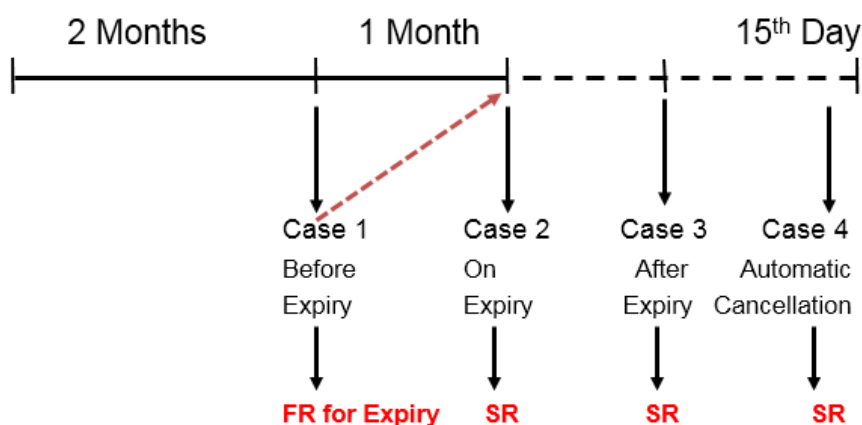 2 Months 1 Month 15th Day
Case 1 Case 2 Case 3 Case 4
Before On After Automatic
Expiry Expiry Expiry Cancellation
FR for Expiry SR SR SR